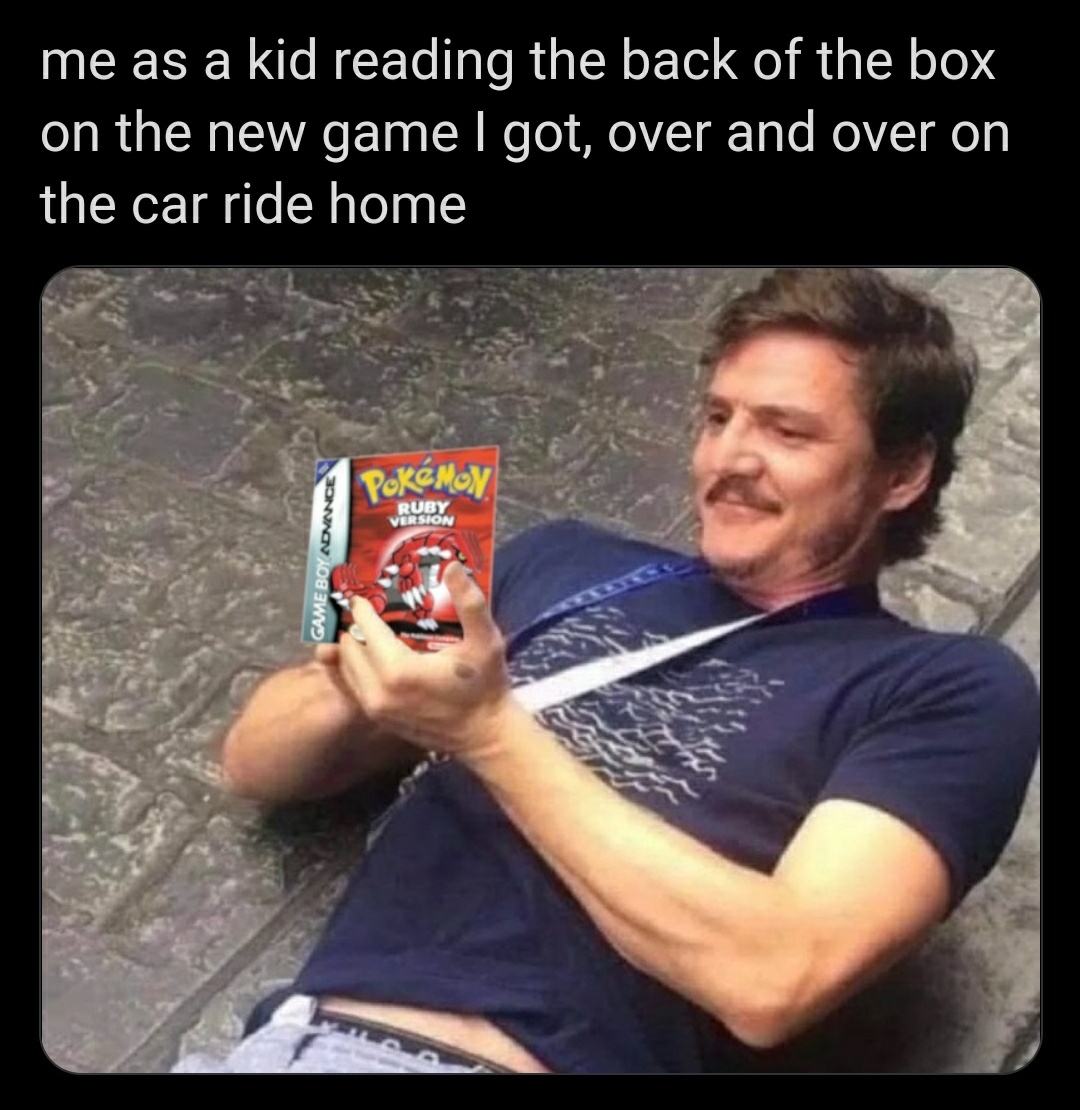 me as a kid reading the back of the box
on the new game I got, over and over on
the car ride home
POKéMON
RUBY
VERSION
GAME BOY ADVANCE